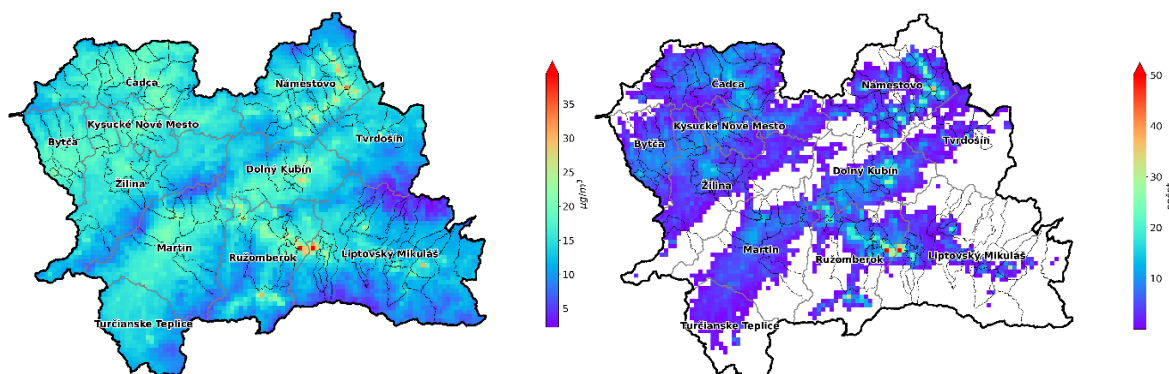 Čadca
Námestovo
Kysucké Nové Mesto
Bytča
Tvrdošín
Dolný Kubín
Žilina
Martin
Ružomberok
Liptovský Mikuláš
Turčianske Teplice
35
30
25
20
15
10
5
μg/m³
Čadca
Námestovo
Kysucké Nové Mesto
Bytča
Tvrdošín
Dolný Kubín
Žilina
Martin
Ružomberok
Liptovský Mikuláš
Turčianske Teplice
50
40
30
20
10